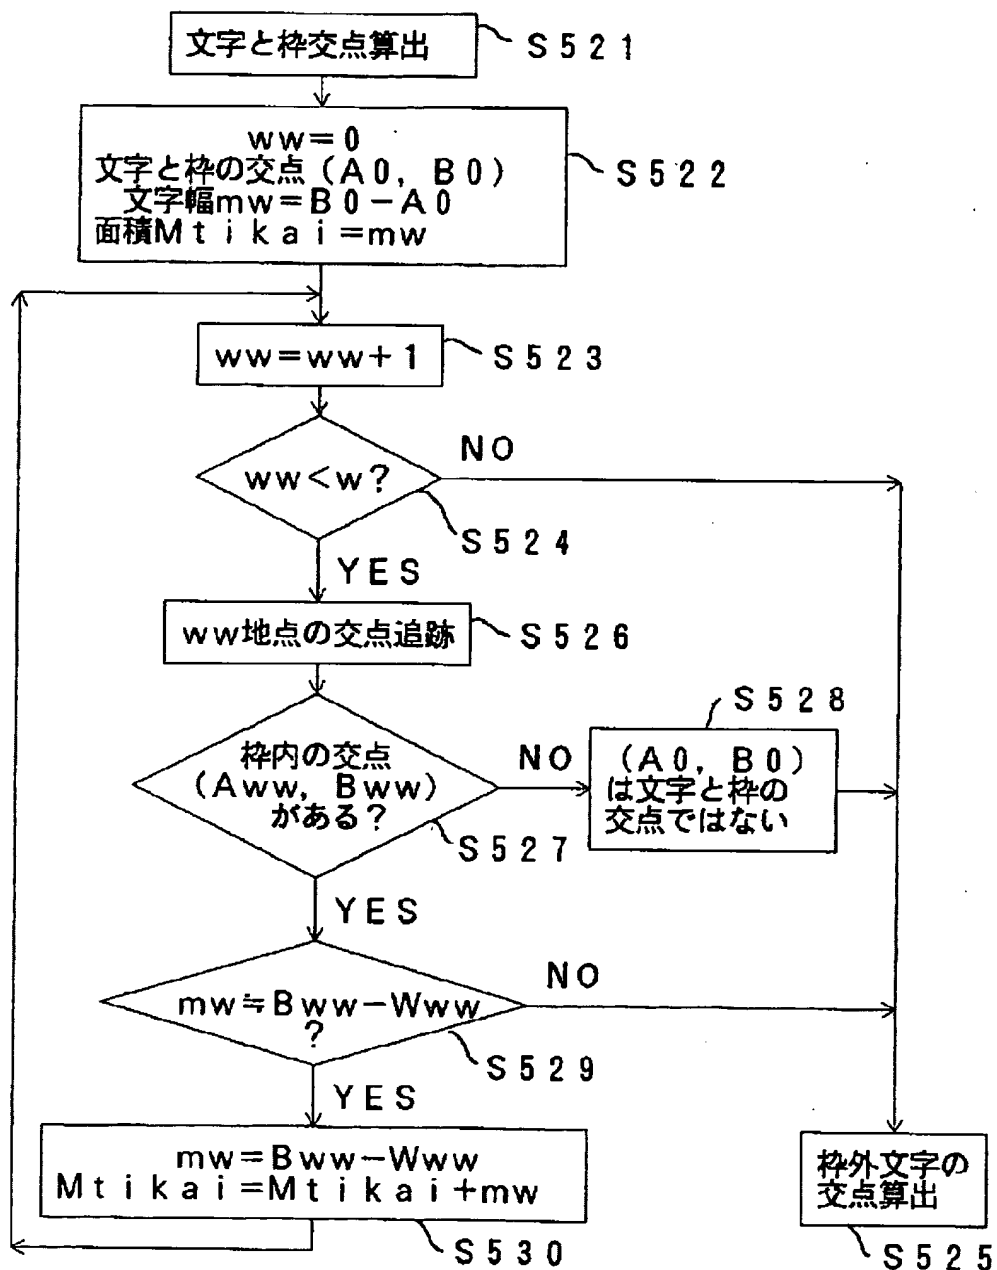 文字と枠交点算出
S521
ww=0
文字と枠の交点(A0, B0)
文字幅mw=B0-A0
面積Mtikai=mw
S522
ww=ww+1
S523
ww<w?
NO
S524
YES
ww地点の交点追跡
S526
枠内の交点
(Aww, Bww)
がある?
NO
S527
S528
(A0, B0)
は文字と枠の
交点ではない
YES
mw≒Bww-Www
?
NO
S529
YES
mw=Bww-Www
Mtikai=Mtikai+mw
S530
枠外文字の
交点算出
S525